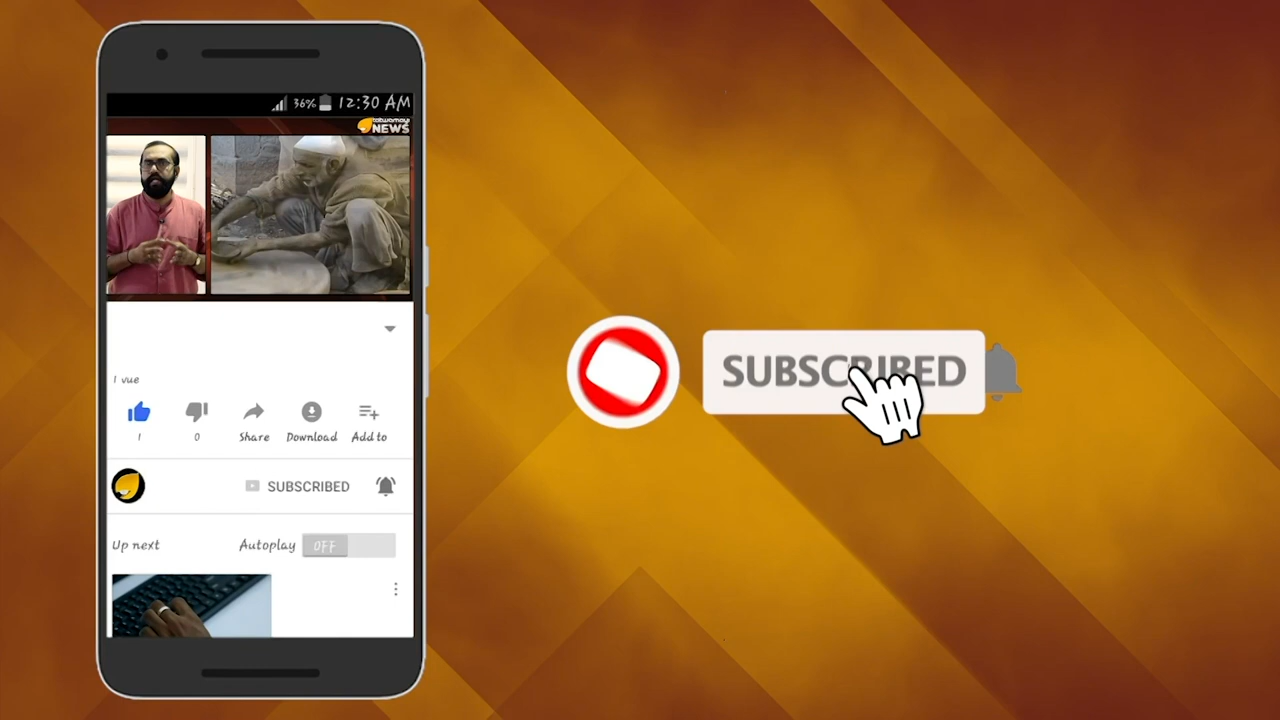 36% 12:30 AM
tatwamayi
NEWS
1 vue
1
0
Share
Download
Add to
SUBSCRIBED
Up next
Autoplay
OFF
SUBSCRIBED